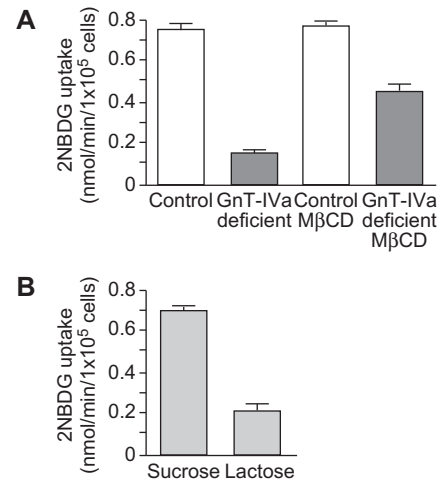 A
2NBDG uptake
(nmol/min/1x10⁵ cells)
0.8
0.6
0.4
0.2
0
Control GnT-IVa Control GnT-IVa
deficient MβCD deficient
MβCD
B
2NBDG uptake
(nmol/min/1x10⁵ cells)
0.8
0.6
0.4
0.2
0
Sucrose Lactose